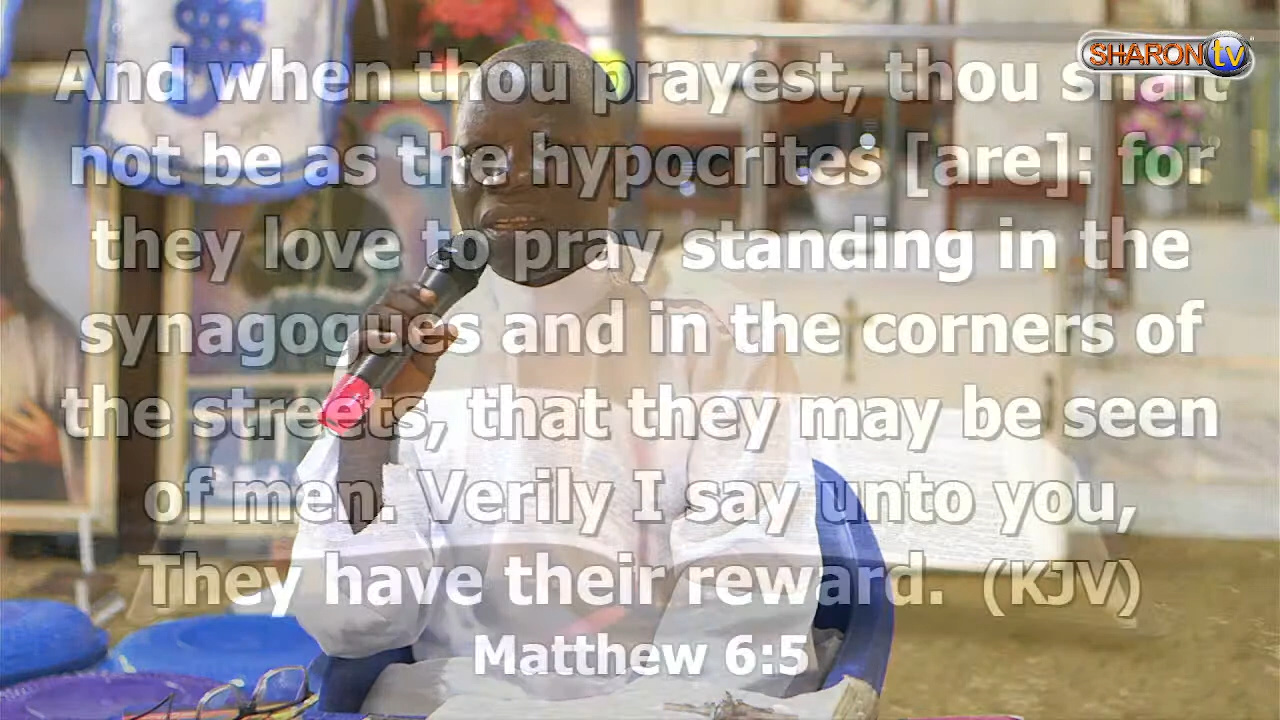 SHARON tv
And when thou prayest, thou shalt
not be as the hypocrites [are]: for
they love to pray standing in the
synagogues and in the corners of
the streets, that they may be seen
of men. Verily I say unto you,
They have their reward. (KJV)
Matthew 6:5